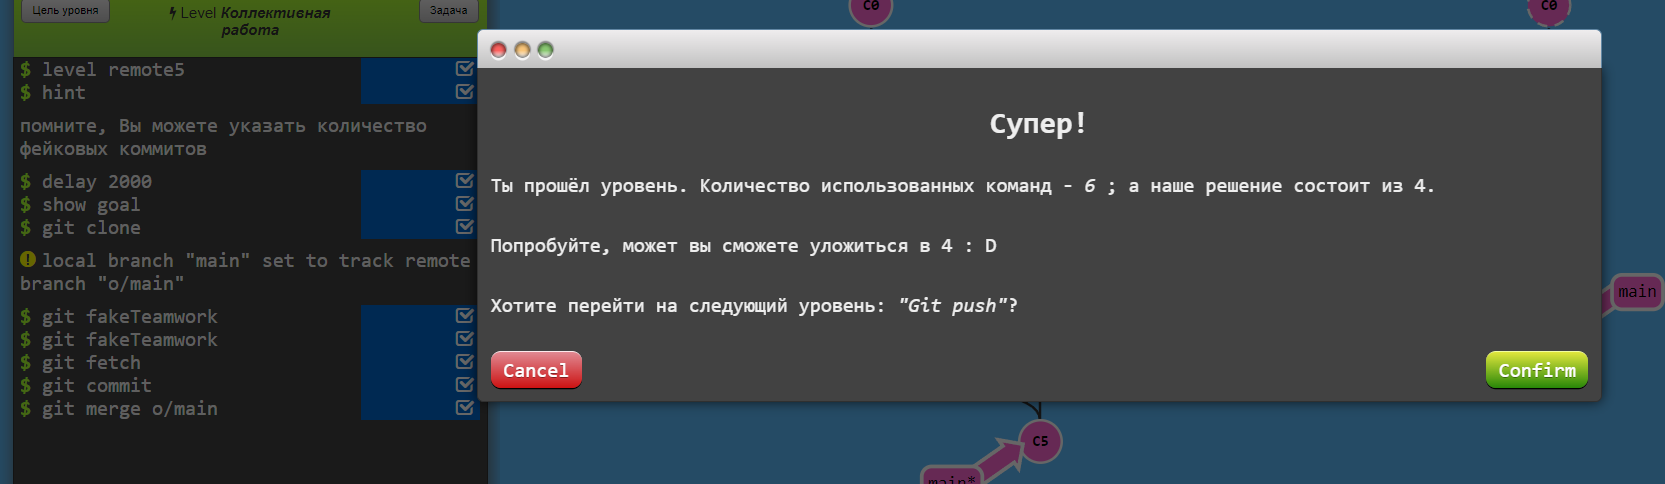 Цель уровня
Level Коллективная
работа
Задача
C0
C0
$ level remote5
$ hint
помните, Вы можете указать количество
фейковых коммитов
$ delay 2000
$ show goal
$ git clone
local branch "main" set to track remote
branch "o/main"
$ git fakeTeamwork
$ git fakeTeamwork
$ git fetch
$ git commit
$ git merge o/main
Супер!
Ты прошёл уровень. Количество использованных команд - 6 ; а наше решение состоит из 4.
Попробуйте, может вы сможете уложиться в 4 : D
Хотите перейти на следующий уровень: "Git push"?
Cancel
Confirm
main
C5
main*